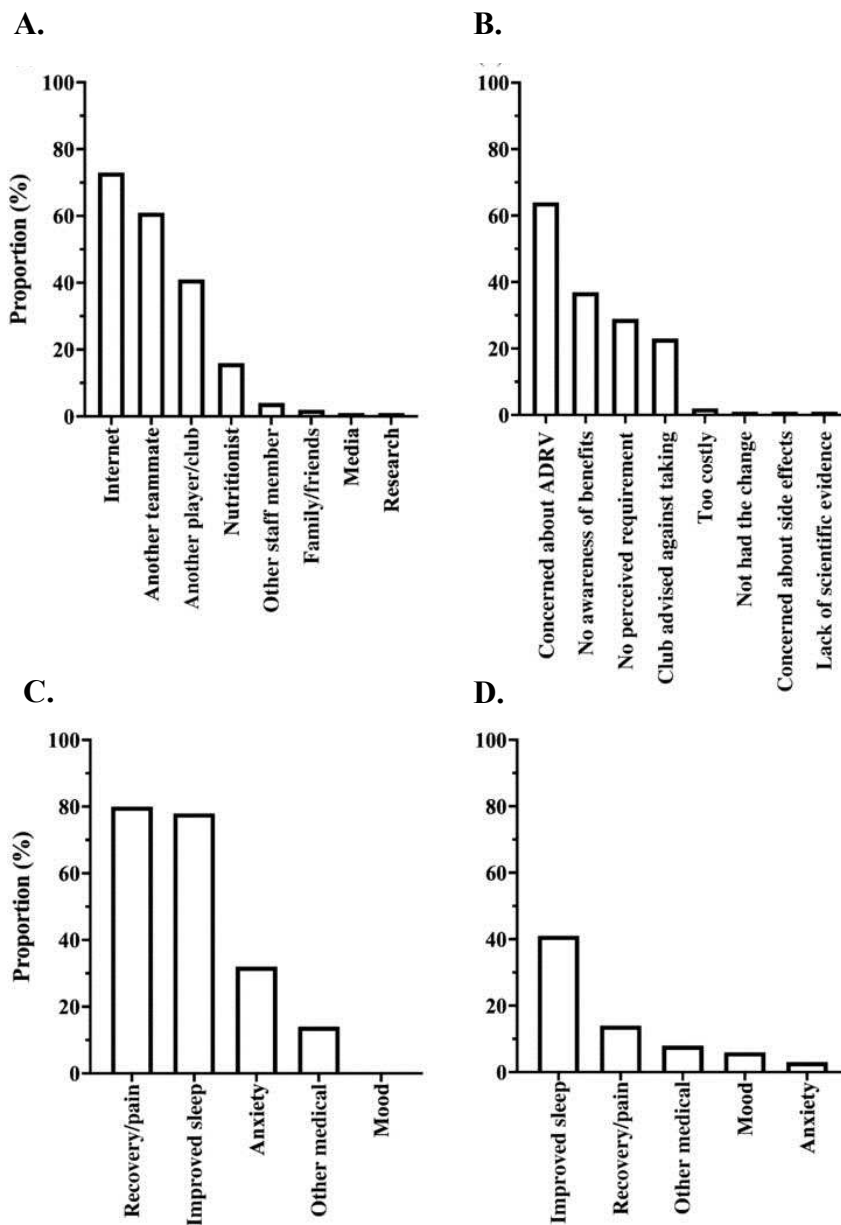 A.
B.
100
80
60
40
20
0
Proportion (%)
Internet
Another teammate
Another player/club
Nutritionist
Other staff member
Family/friends
Media
Research
100
80
60
40
20
0
Concerned about ADRV
No awareness of benefits
No perceived requirement
Club advised against taking
Too costly
Not had the change
Concerned about side effects
Lack of scientific evidence
C.
D.
100
80
60
40
20
0
Proportion (%)
Recovery/pain
Improved sleep
Anxiety
Other medical
Mood
100
80
60
40
20
0
Improved sleep
Recovery/pain
Other medical
Mood
Anxiety